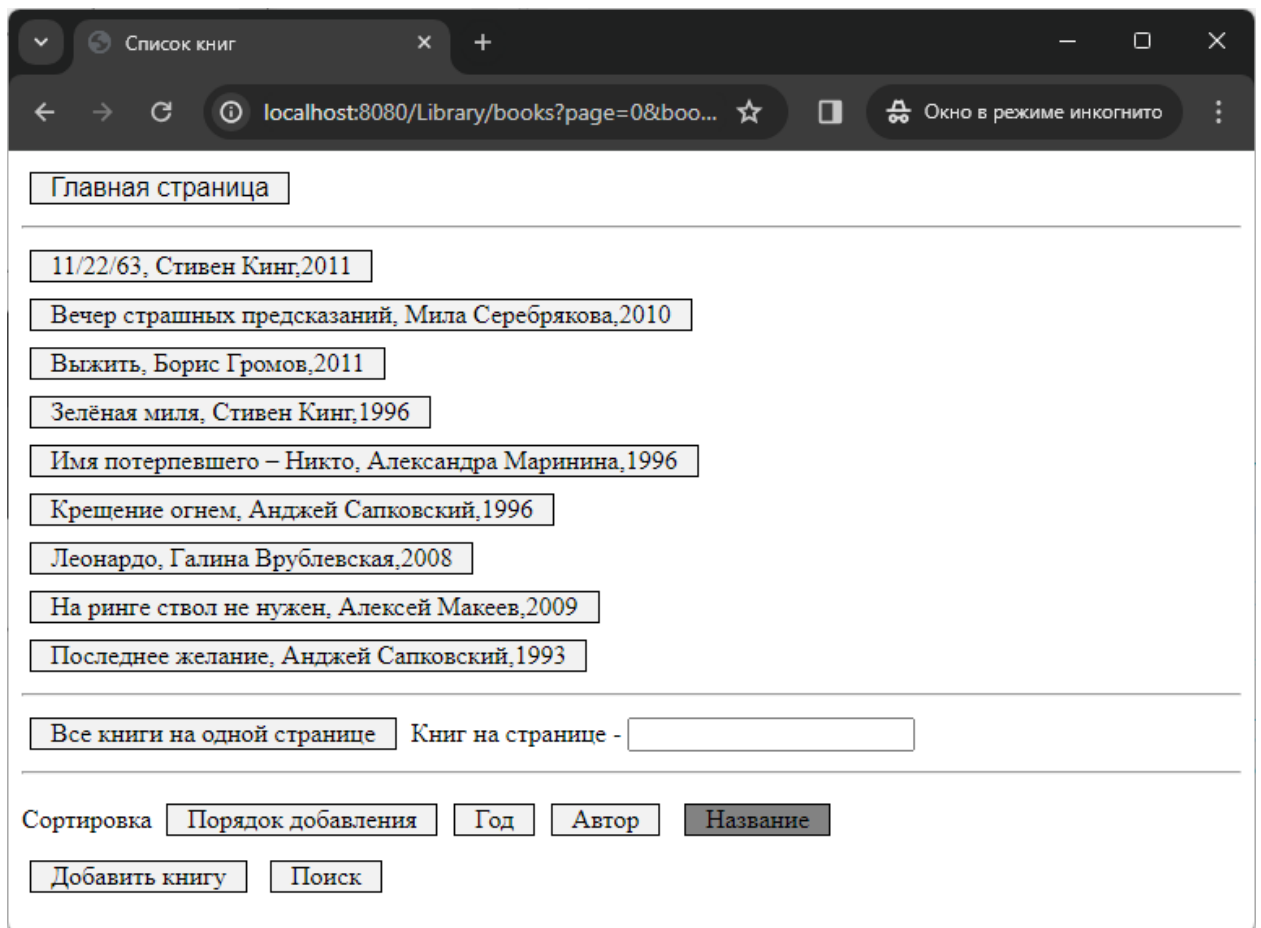 Список книг
localhost:8080/Library/books?page=0&boo... Окно в режиме инкогнито
Главная страница
11/22/63, Стивен Кинг,2011
Вечер страшных предсказаний, Мила Серебрякова,2010
Выжить, Борис Громов,2011
Зелёная миля, Стивен Кинг,1996
Имя потерпевшего – Никто, Александра Маринина,1996
Крещение огнем, Анджей Сапковский,1996
Леонардо, Галина Врублевская,2008
На ринге ствол не нужен, Алексей Макеев,2009
Последнее желание, Анджей Сапковский,1993
Все книги на одной странице Книг на странице -
Сортировка Порядок добавления Год Автор Название
Добавить книгу Поиск